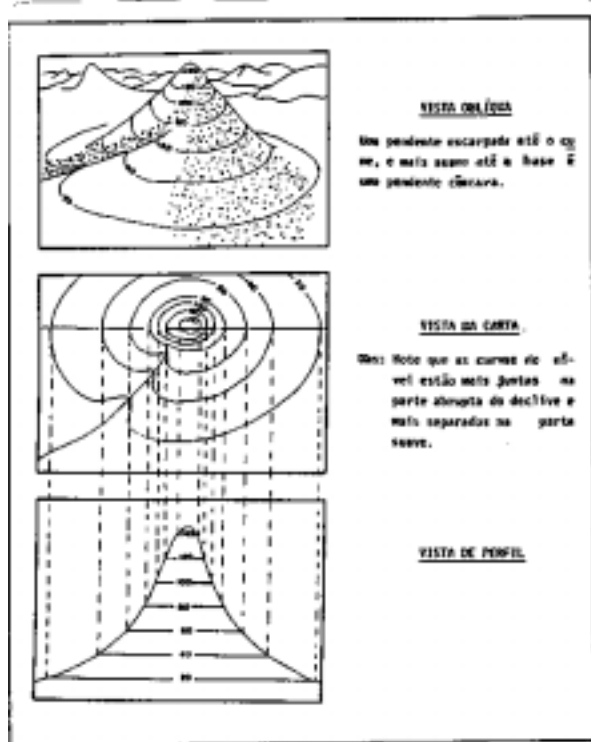 VISTA OBLÍQUA
Uma pendente escarpada até o cu
me, e mais suave até a base é
uma pendente côncava.
VISTA DA CARTA
Obs: Note que as curvas de ní-
vel estão mais juntas na
parte abrupta do declive e
mais separadas na parte
suave.
VISTA DE PERFIL